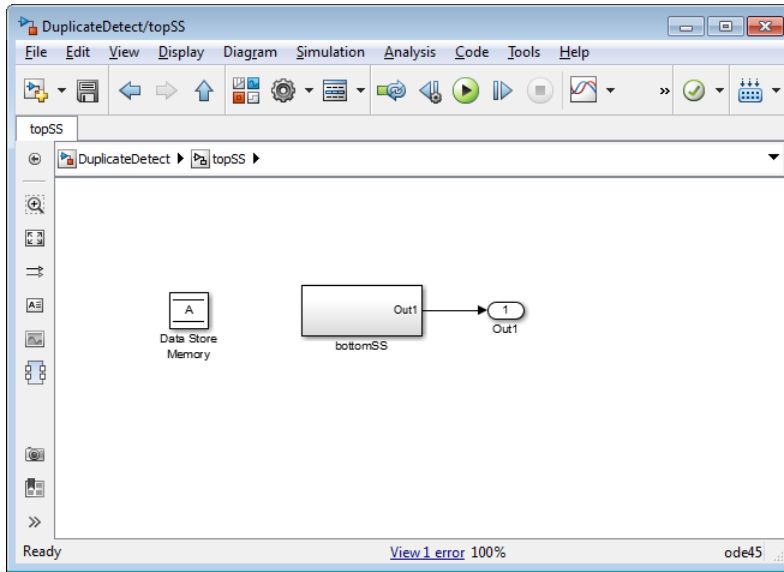 DuplicateDetect/topSS
File Edit View Display Diagram Simulation Analysis Code Tools Help
»
topSS
DuplicateDetect topSS
A
Data Store
Memory
Out1
bottomSS
1
Out1
Ready View 1 error 100% ode45